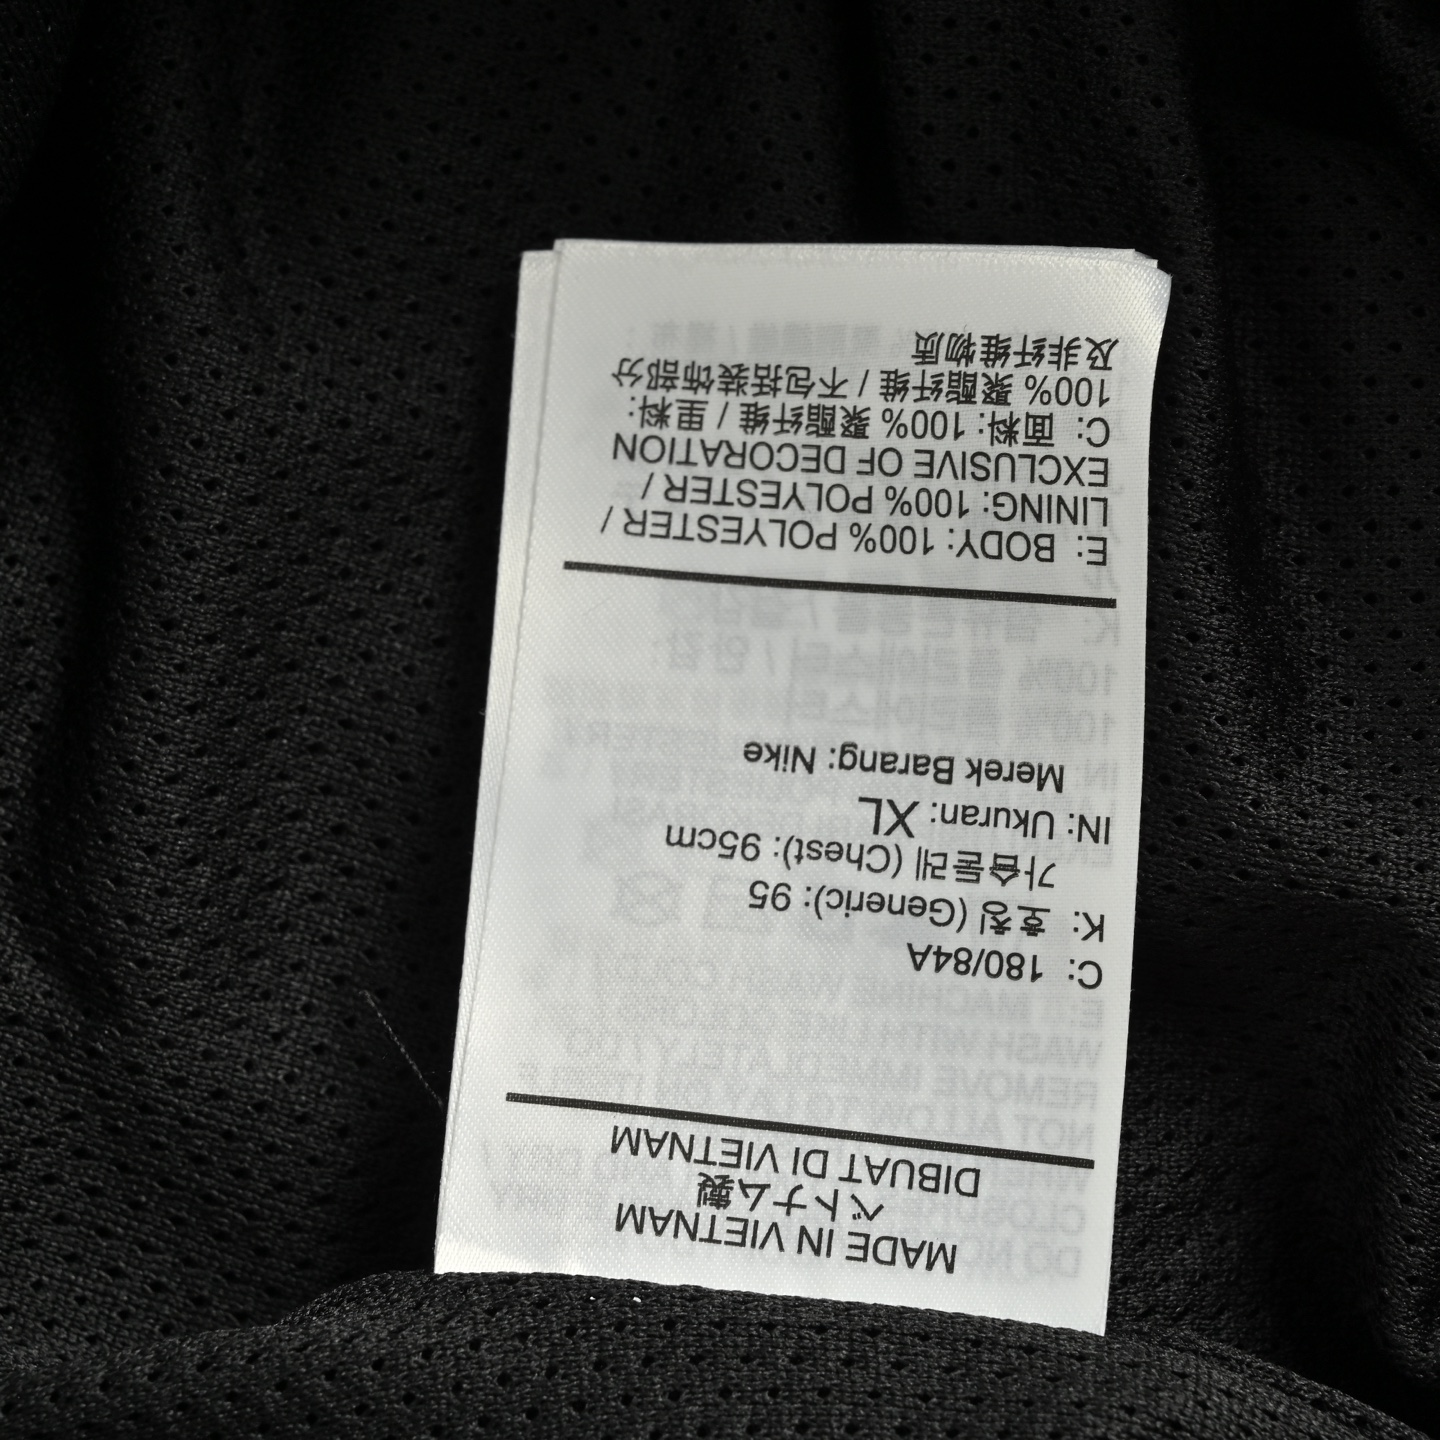 MADE IN VIETNAM
ベトナム製
DIBUAT DI VIETNAM
C: 180/84A
K: 호칭 (Generic): 95
가슴둘레 (Chest): 95cm
IN: Ukuran: XL
Merek Barang: Nike
E: BODY: 100% POLYESTER /
LINING: 100% POLYESTER /
EXCLUSIVE OF DECORATION
C: 面料: 100% 聚酯纤维 / 里料:
100% 聚酯纤维 / 不包括装饰部分
及非纤维物质